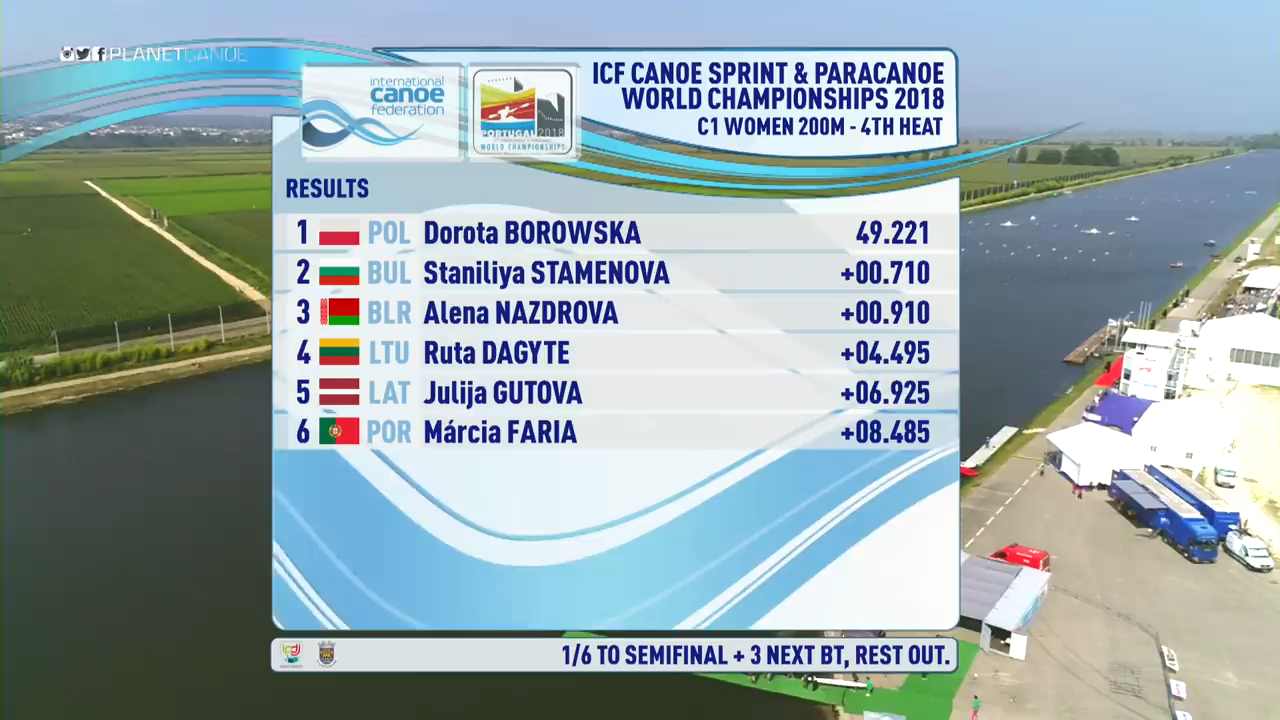 PLANETCANOE
international
canoe
federation
PORTUGAL 2018
WORLD CHAMPIONSHIPS
ICF CANOE SPRINT & PARACANOE
WORLD CHAMPIONSHIPS 2018
C1 WOMEN 200M - 4TH HEAT
RESULTS
1 POL Dorota BOROWSKA 49.221
2 BUL Staniliya STAMENOVA +00.710
3 BLR Alena NAZDROVA +00.910
4 LTU Ruta DAGYTE +04.495
5 LAT Julija GUTOVA +06.925
6 POR Márcia FARIA +08.485
1/6 TO SEMIFINAL + 3 NEXT BT, REST OUT.